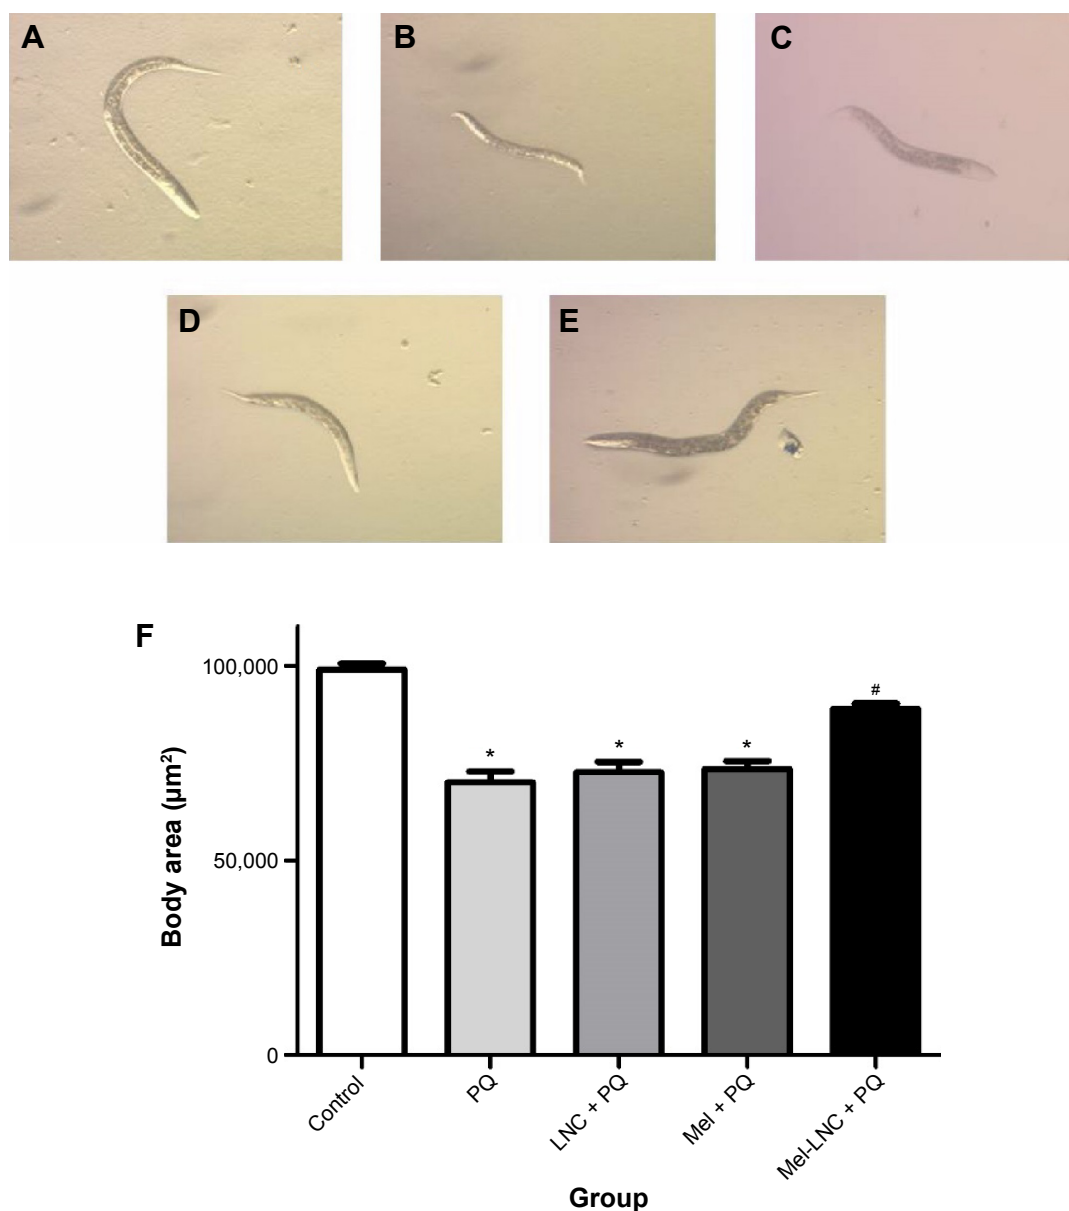 A
B
C
D
E
F
100,000
50,000
0
Body area (µm²)
*
*
*
#
Control
PQ
LNC + PQ
Mel + PQ
Mel-LNC + PQ
Group